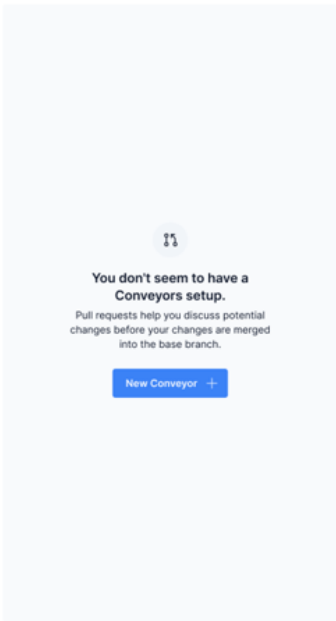 You don't seem to have a
Conveyors setup.
Pull requests help you discuss potential
changes before your changes are merged
into the base branch.
New Conveyor